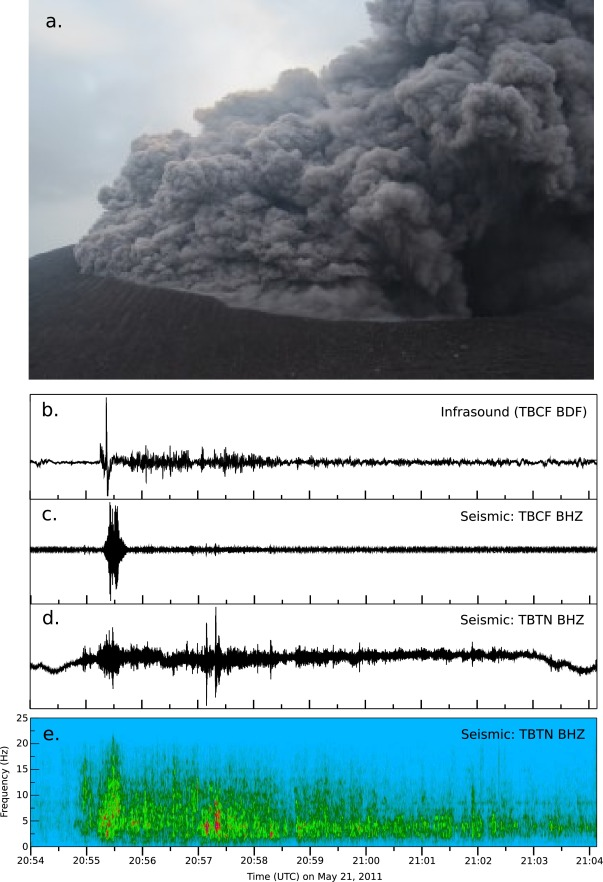 a.
b.
Infrasound (TBCF BDF)
c.
Seismic: TBCF BHZ
d.
Seismic: TBTN BHZ
e.
Seismic: TBTN BHZ
25
20
15
10
5
0
Frequency (Hz)
20:54 20:55 20:56 20:57 20:58 20:59 21:00 21:01 21:02 21:03 21:04
Time (UTC) on May 21, 2011